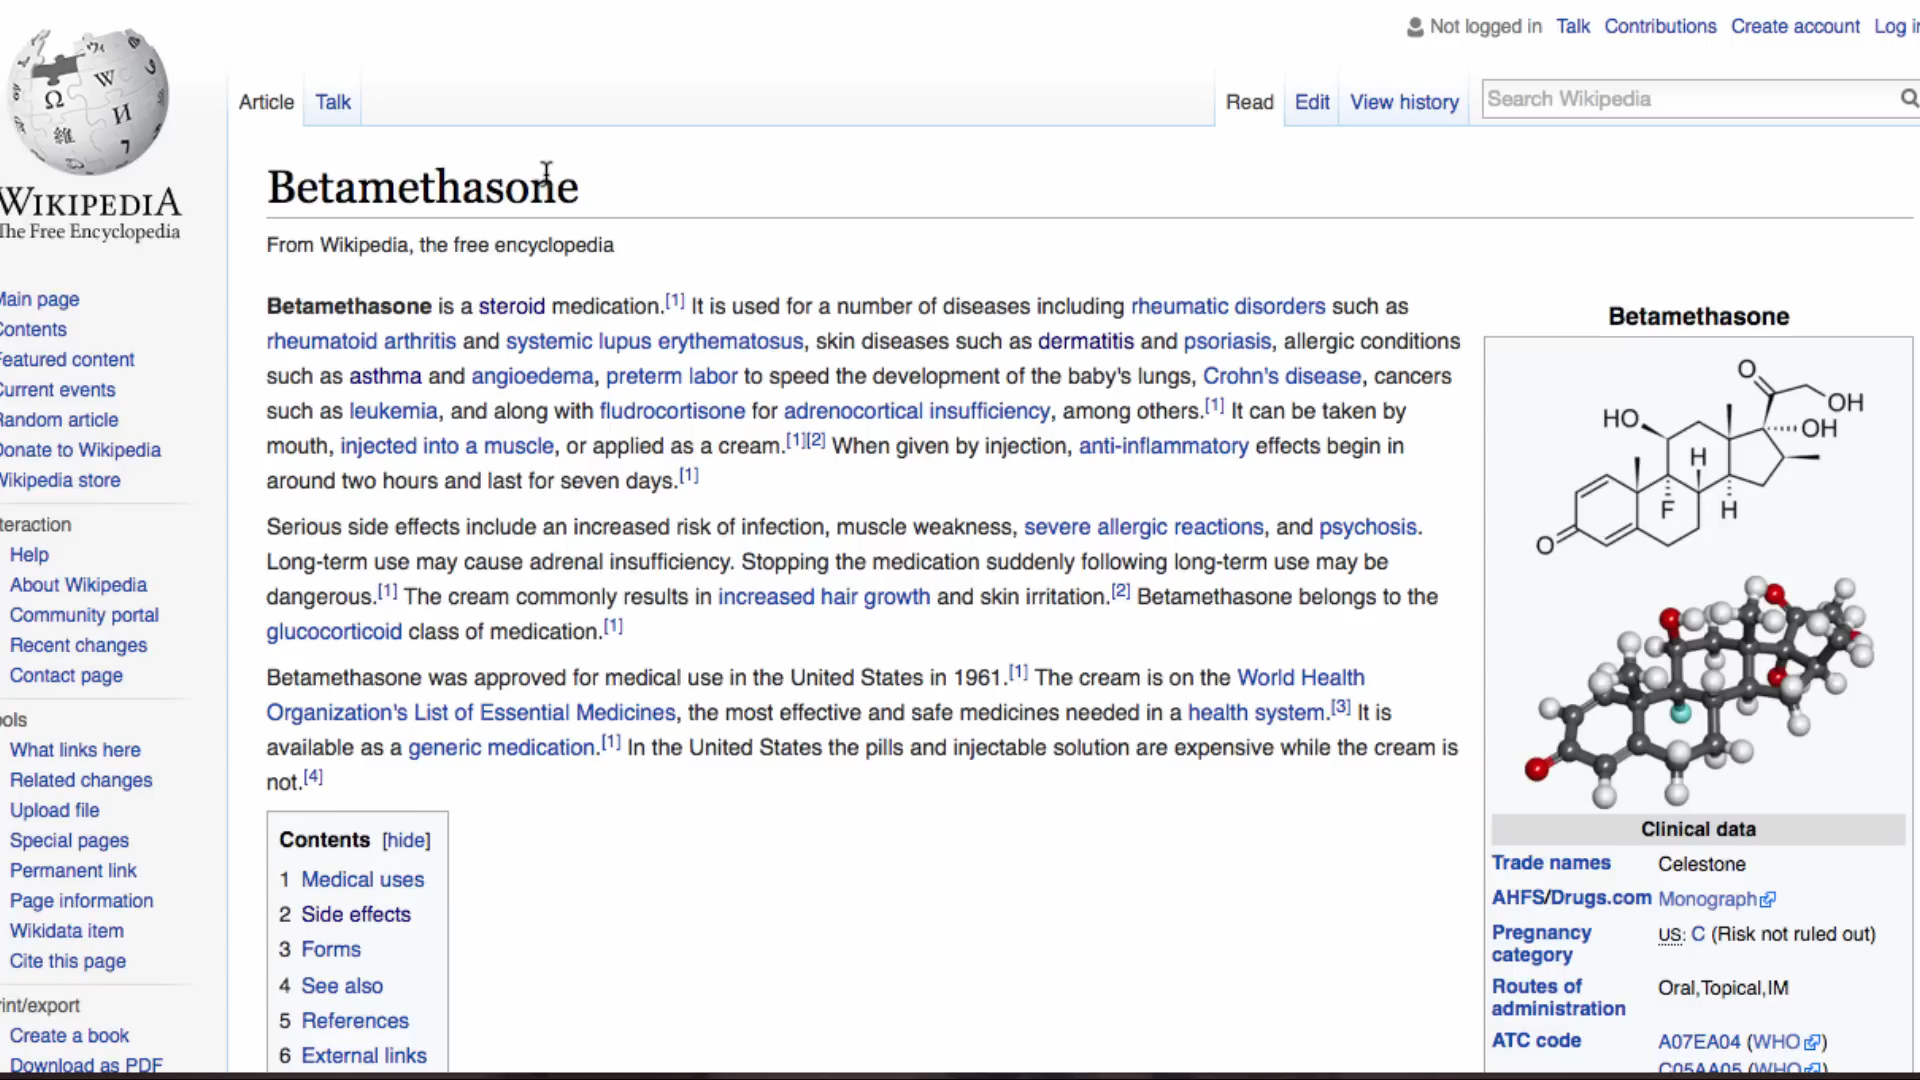 Not logged in Talk Contributions Create account Log in
Article Talk Read Edit View history Search Wikipedia
WIKIPEDIA
The Free Encyclopedia
Main page
Contents
Featured content
Current events
Random article
Donate to Wikipedia
Wikipedia store
Interaction
Help
About Wikipedia
Community portal
Recent changes
Contact page
Tools
What links here
Related changes
Upload file
Special pages
Permanent link
Page information
Wikidata item
Cite this page
Print/export
Create a book
Download as PDF
Betamethasone
From Wikipedia, the free encyclopedia
Betamethasone is a steroid medication.[1] It is used for a number of diseases including rheumatic disorders such as
rheumatoid arthritis and systemic lupus erythematosus, skin diseases such as dermatitis and psoriasis, allergic conditions
such as asthma and angioedema, preterm labor to speed the development of the baby's lungs, Crohn's disease, cancers
such as leukemia, and along with fludrocortisone for adrenocortical insufficiency, among others.[1] It can be taken by
mouth, injected into a muscle, or applied as a cream.[1][2] When given by injection, anti-inflammatory effects begin in
around two hours and last for seven days.[1]
Serious side effects include an increased risk of infection, muscle weakness, severe allergic reactions, and psychosis.
Long-term use may cause adrenal insufficiency. Stopping the medication suddenly following long-term use may be
dangerous.[1] The cream commonly results in increased hair growth and skin irritation.[2] Betamethasone belongs to the
glucocorticoid class of medication.[1]
Betamethasone was approved for medical use in the United States in 1961.[1] The cream is on the World Health
Organization's List of Essential Medicines, the most effective and safe medicines needed in a health system.[3] It is
available as a generic medication.[1] In the United States the pills and injectable solution are expensive while the cream is
not.[4]
Contents [hide]
1 Medical uses
2 Side effects
3 Forms
4 See also
5 References
6 External links
Betamethasone
O
OH
HO
OH
H
F
H
O
Clinical data
Trade names Celestone
AHFS/Drugs.com Monograph
Pregnancy
category US: C (Risk not ruled out)
Routes of
administration Oral,Topical,IM
ATC code A07EA04 (WHO)
C05AA05 (WHO)